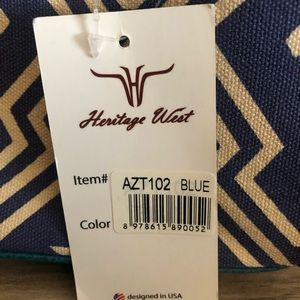 Heritage West
Item# AZT102 BLUE
Color
8 978615 890052
designed in USA